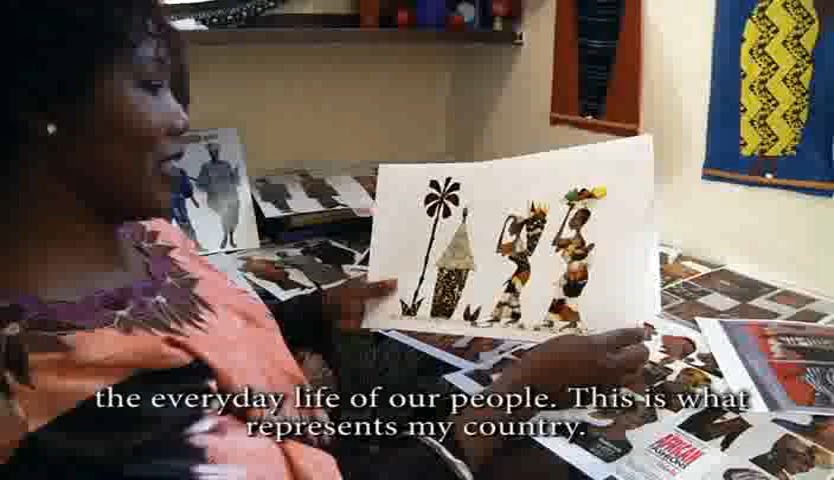 AFRICAN
the everyday life of our people. This is what
represents my country.